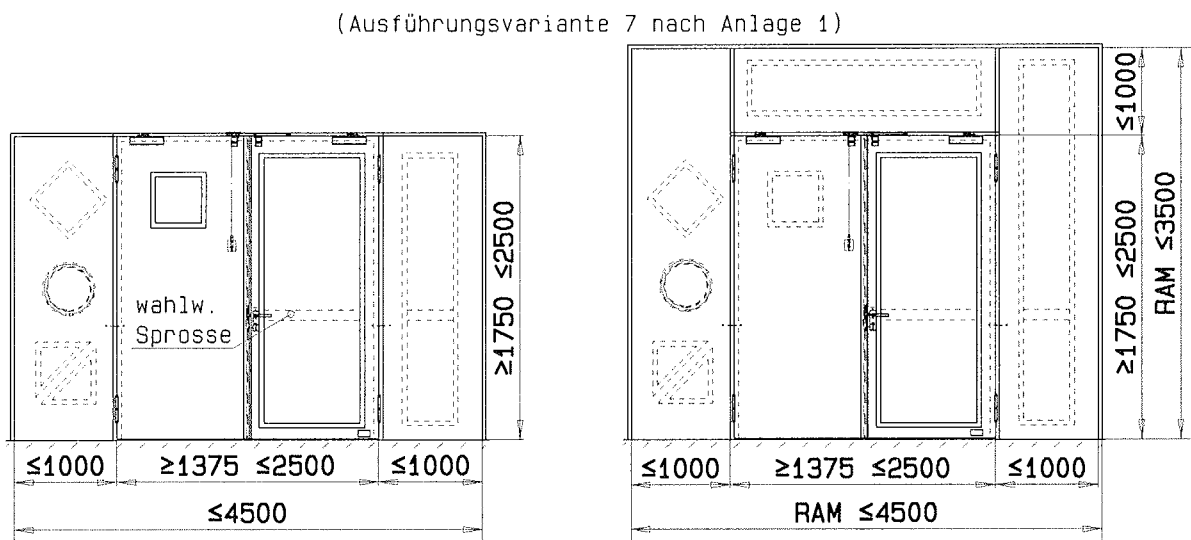 (Ausführungsvariante 7 nach Anlage 1)
wahlw.
Sprosse
≥1750 ≤2500
≤1000
≥1375 ≤2500
≤1000
≤4500
≤1000
≥1750 ≤2500
RAM ≤3500
≤1000
≥1375 ≤2500
≤1000
RAM ≤4500